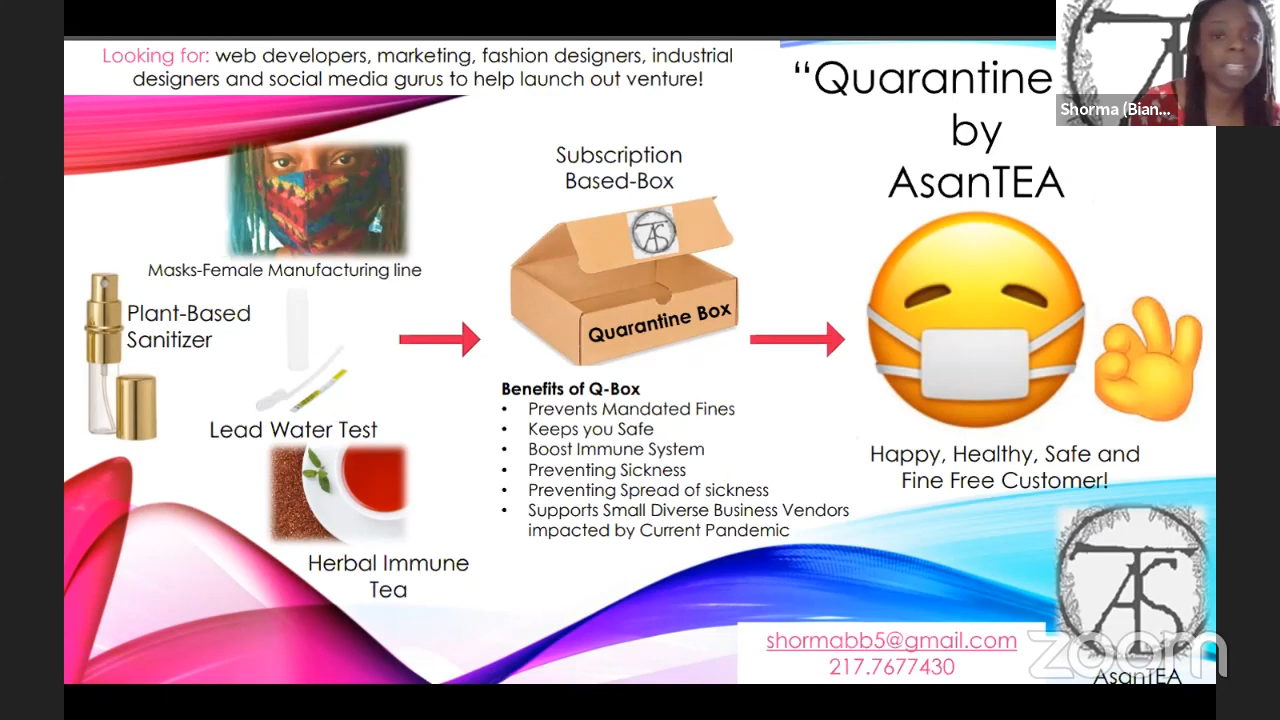 Looking for: web developers, marketing, fashion designers, industrial
designers and social media gurus to help launch out venture!
“Quarantine
by
AsanTEA
Shorma (Bian...
Masks-Female Manufacturing line
Plant-Based
Sanitizer
Lead Water Test
Herbal Immune
Tea
Subscription
Based-Box
TAS
Quarantine Box
Benefits of Q-Box
• Prevents Mandated Fines
• Keeps you Safe
• Boost Immune System
• Preventing Sickness
• Preventing Spread of sickness
• Supports Small Diverse Business Vendors
impacted by Current Pandemic
Happy, Healthy, Safe and
Fine Free Customer!
shormabb5@gmail.com
217.7677430
TAS
zoom
AsanTEA